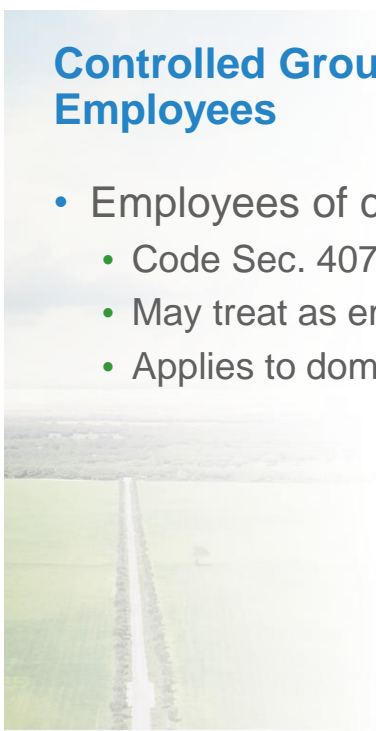 Controlled Grou
Employees
• Employees of c
• Code Sec. 407
• May treat as er
• Applies to dom